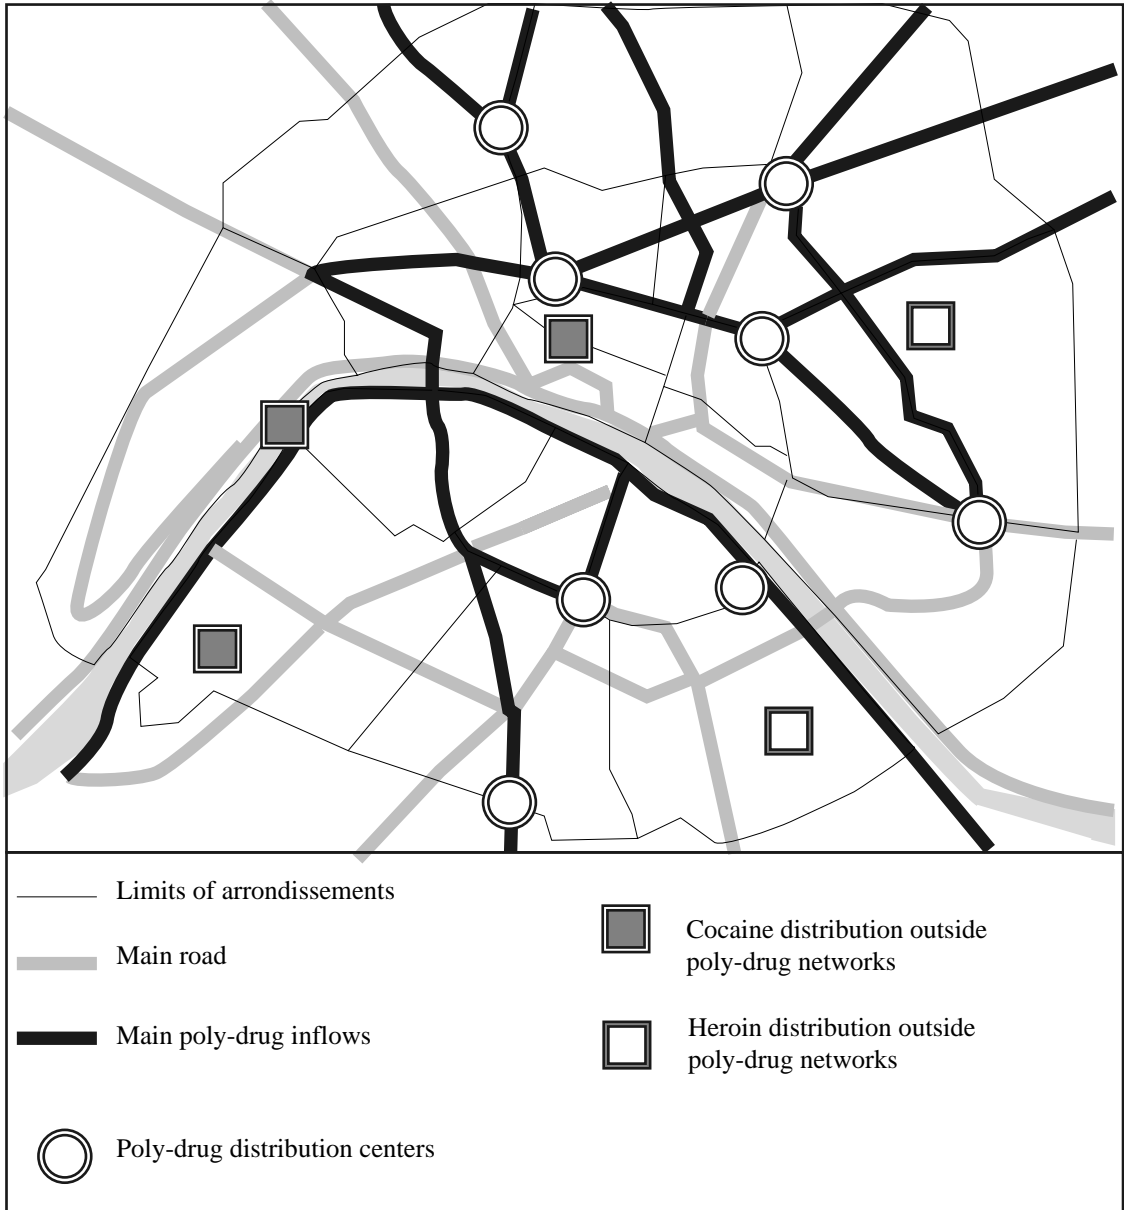 Limits of arrondissements
Main road
Main poly-drug inflows
Poly-drug distribution centers
Cocaine distribution outside
poly-drug networks
Heroin distribution outside
poly-drug networks